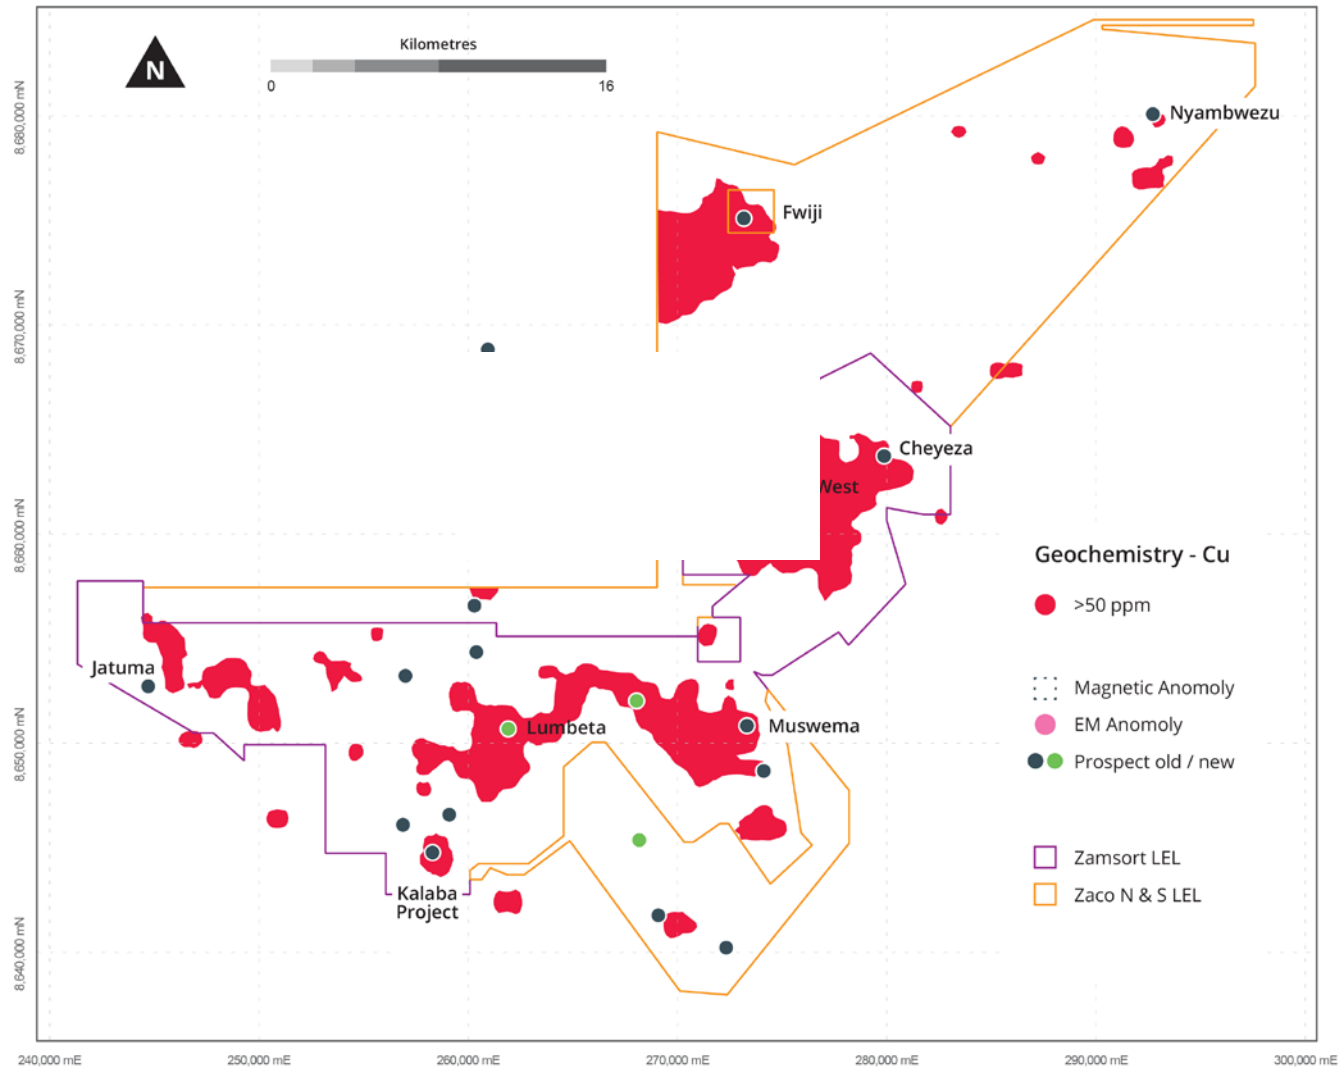 Kilometres
0
16
N
8,680,000 mN
8,670,000 mN
8,660,000 mN
8,650,000 mN
8,640,000 mN
Nyambwezu
Fwiji
Cheyeza
West
Jatuma
Lumbeta
Muswema
Kalaba
Project
Geochemistry - Cu
>50 ppm
Magnetic Anomoly
EM Anomoly
Prospect old / new
Zamsort LEL
Zaco N & S LEL
240,000 mE
250,000 mE
260,000 mE
270,000 mE
280,000 mE
290,000 mE
300,000 mE